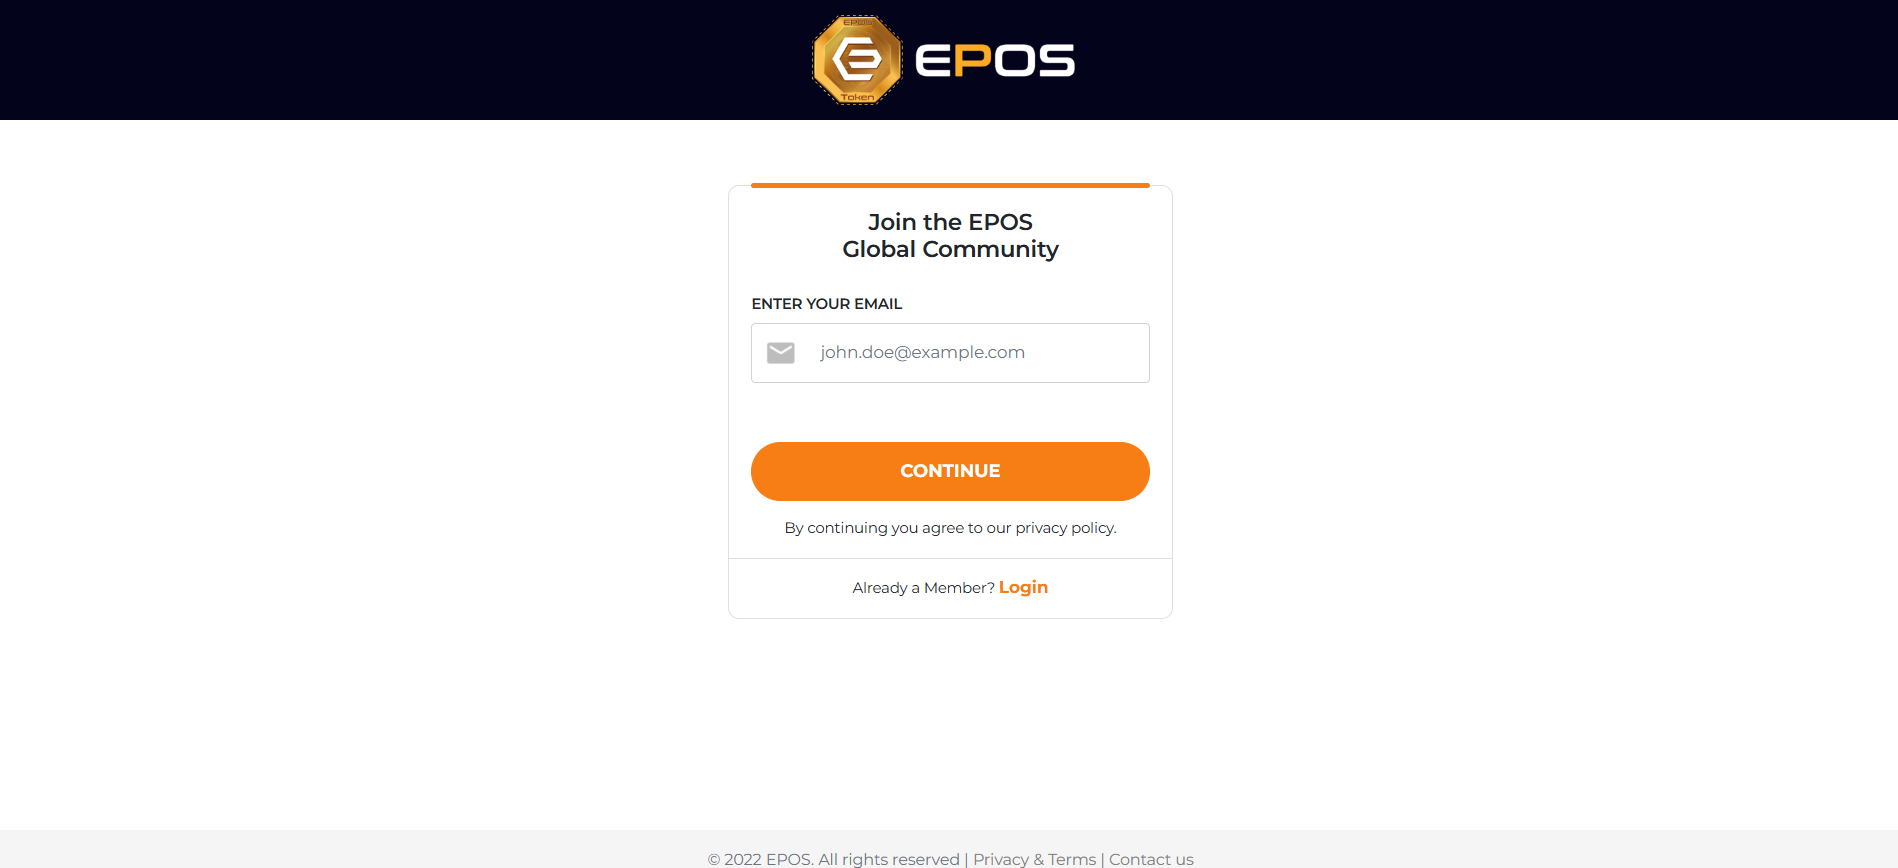 EPOS
Token
EPOS
Join the EPOS
Global Community
ENTER YOUR EMAIL
john.doe@example.com
CONTINUE
By continuing you agree to our privacy policy.
Already a Member? Login
© 2022 EPOS. All rights reserved | Privacy & Terms | Contact us